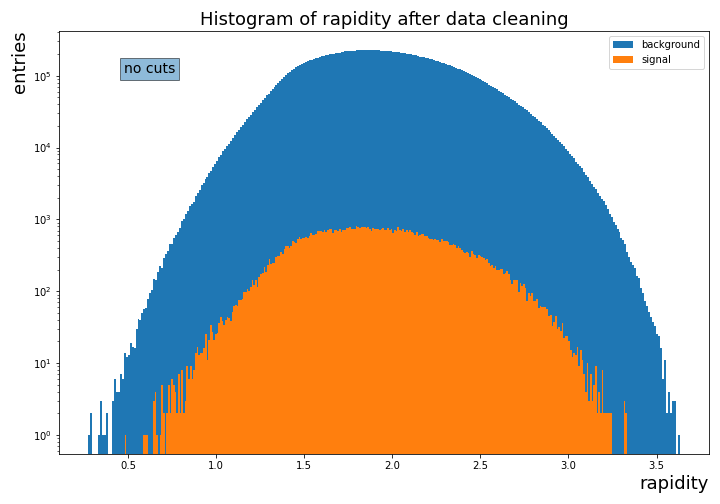 Histogram of rapidity after data cleaning
entries
no cuts
background
signal
10⁵
10⁴
10³
10²
10¹
10⁰
0.5 1.0 1.5 2.0 2.5 3.0 3.5
rapidity